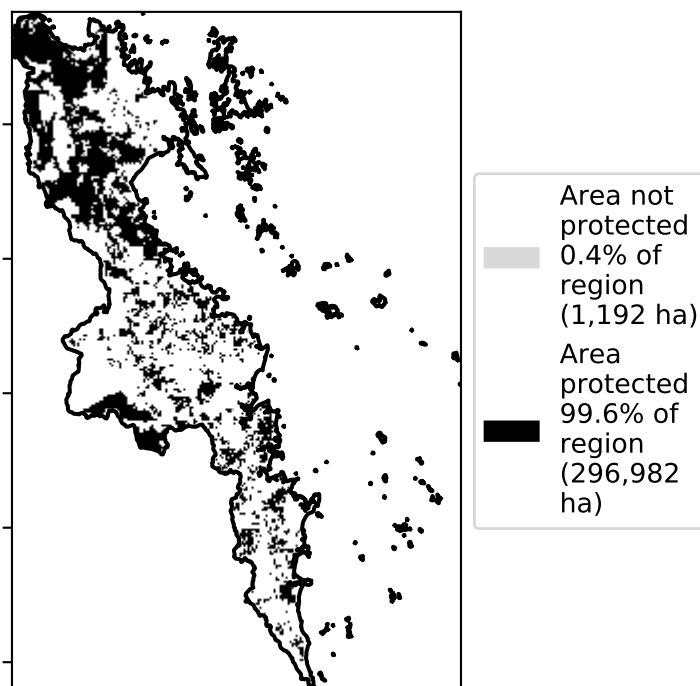 Area not
protected
0.4% of
region
(1,192 ha)
Area
protected
99.6% of
region
(296,982
ha)